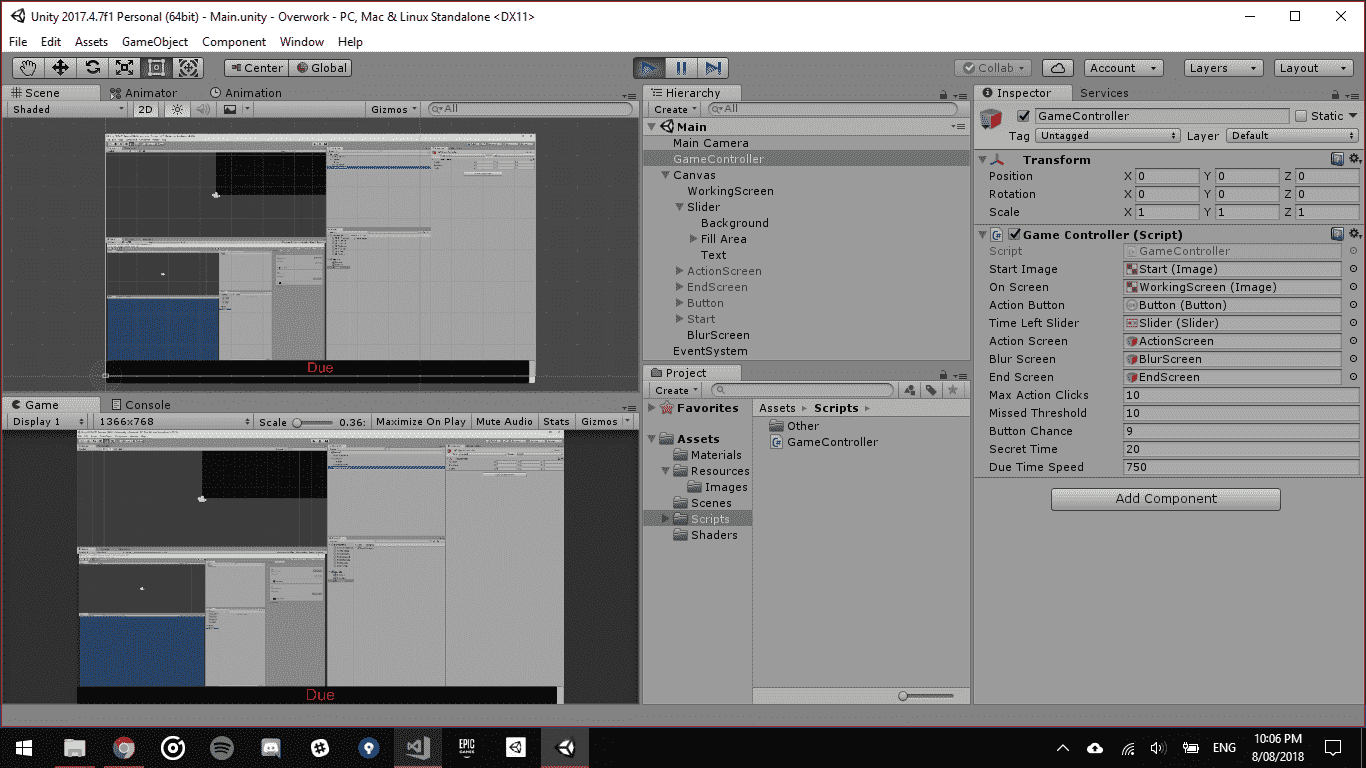 Unity 2017.4.7f1 Personal (64bit) - Main.unity - Overwork - PC, Mac & Linux Standalone <DX11>
File Edit Assets GameObject Component Window Help
Center Global
Collab Account Layers Layout
Scene Animator Animation
Shaded 2D Gizmos All
Due
Game Console
Display 1 1366x768 Scale 0.36: Maximize On Play Mute Audio Stats Gizmos
Due
Hierarchy
Create All
Main
Main Camera
GameController
Canvas
WorkingScreen
Slider
Background
Fill Area
Text
ActionScreen
EndScreen
Button
Start
BlurScreen
EventSystem
Project
Create
Favorites
Assets
Materials
Resources
Images
Scenes
Scripts
Shaders
Assets Scripts
Other
GameController
Inspector Services
GameController Static
Tag Untagged Layer Default
Transform
Position X 0 Y 0 Z 0
Rotation X 0 Y 0 Z 0
Scale X 1 Y 1 Z 1
Game Controller (Script)
Script GameController
Start Image Start (Image)
On Screen WorkingScreen (Image)
Action Button Button (Button)
Time Left Slider Slider (Slider)
Action Screen ActionScreen
Blur Screen BlurScreen
End Screen EndScreen
Max Action Clicks 10
Missed Threshold 10
Button Chance 9
Secret Time 20
Due Time Speed 750
Add Component
EPIC GAMES
ENG
10:06 PM
8/08/2018